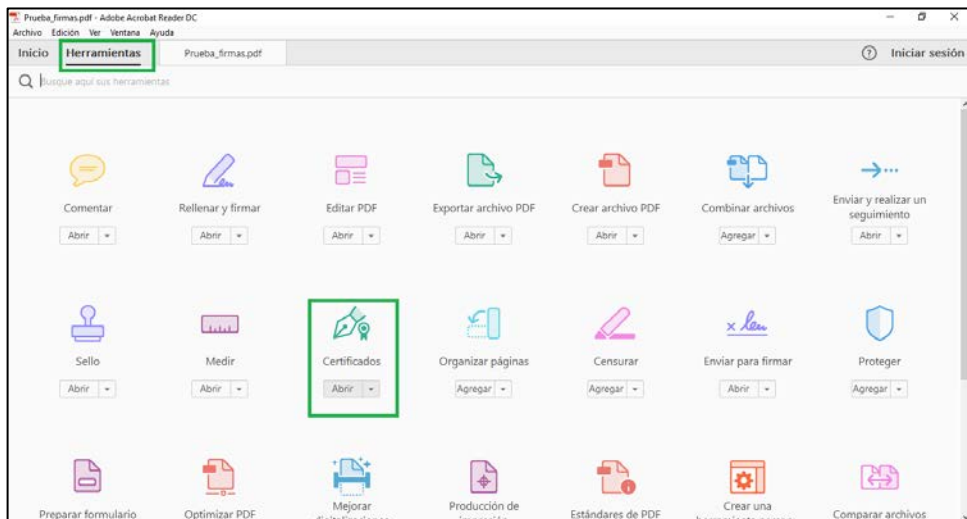 Prueba_firmas.pdf - Adobe Acrobat Reader DC
Archivo Edición Ver Ventana Ayuda
Inicio Herramientas Prueba_firmas.pdf Iniciar sesión
Busque aquí sus herramientas
Comentar Rellenar y firmar Editar PDF Exportar archivo PDF Crear archivo PDF Combinar archivos Enviar y realizar un
seguimiento
Abrir Abrir Abrir Abrir Abrir Agregar Abrir
Sello Medir Certificados Organizar páginas Censurar Enviar para firmar Proteger
Abrir Abrir Abrir Agregar Agregar Abrir Agregar
Preparar formulario Optimizar PDF Mejorar Producción de Estándares de PDF Crear una Comparar archivos